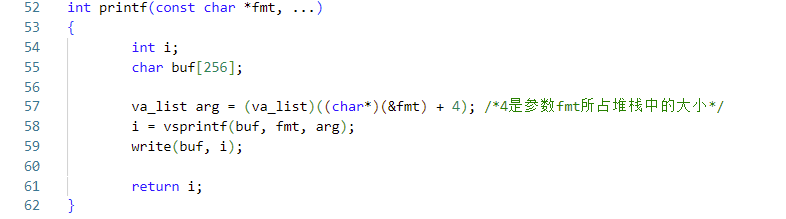 52 int printf(const char *fmt, ...)
53 {
54         int i;
55         char buf[256];
56
57         va_list arg = (va_list)((char*)(&fmt) + 4); /*4是参数fmt所占堆栈中的大小*/
58         i = vsprintf(buf, fmt, arg);
59         write(buf, i);
60
61         return i;
62 }